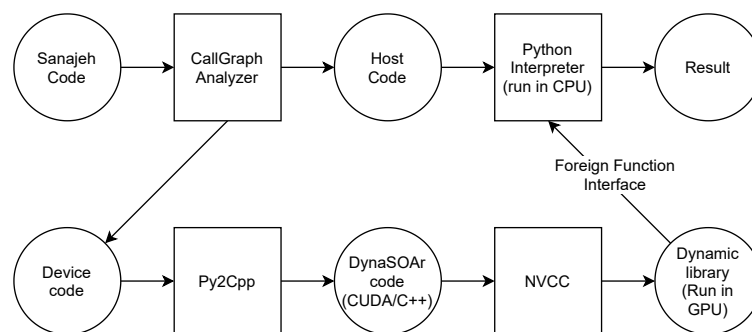 Sanajeh
Code
CallGraph
Analyzer
Host
Code
Python
Interpreter
(run in CPU)
Result
Foreign Function
Interface
Device
code
Py2Cpp
DynaSOAr
code
(CUDA/C++)
NVCC
Dynamic
library
(Run in
GPU)